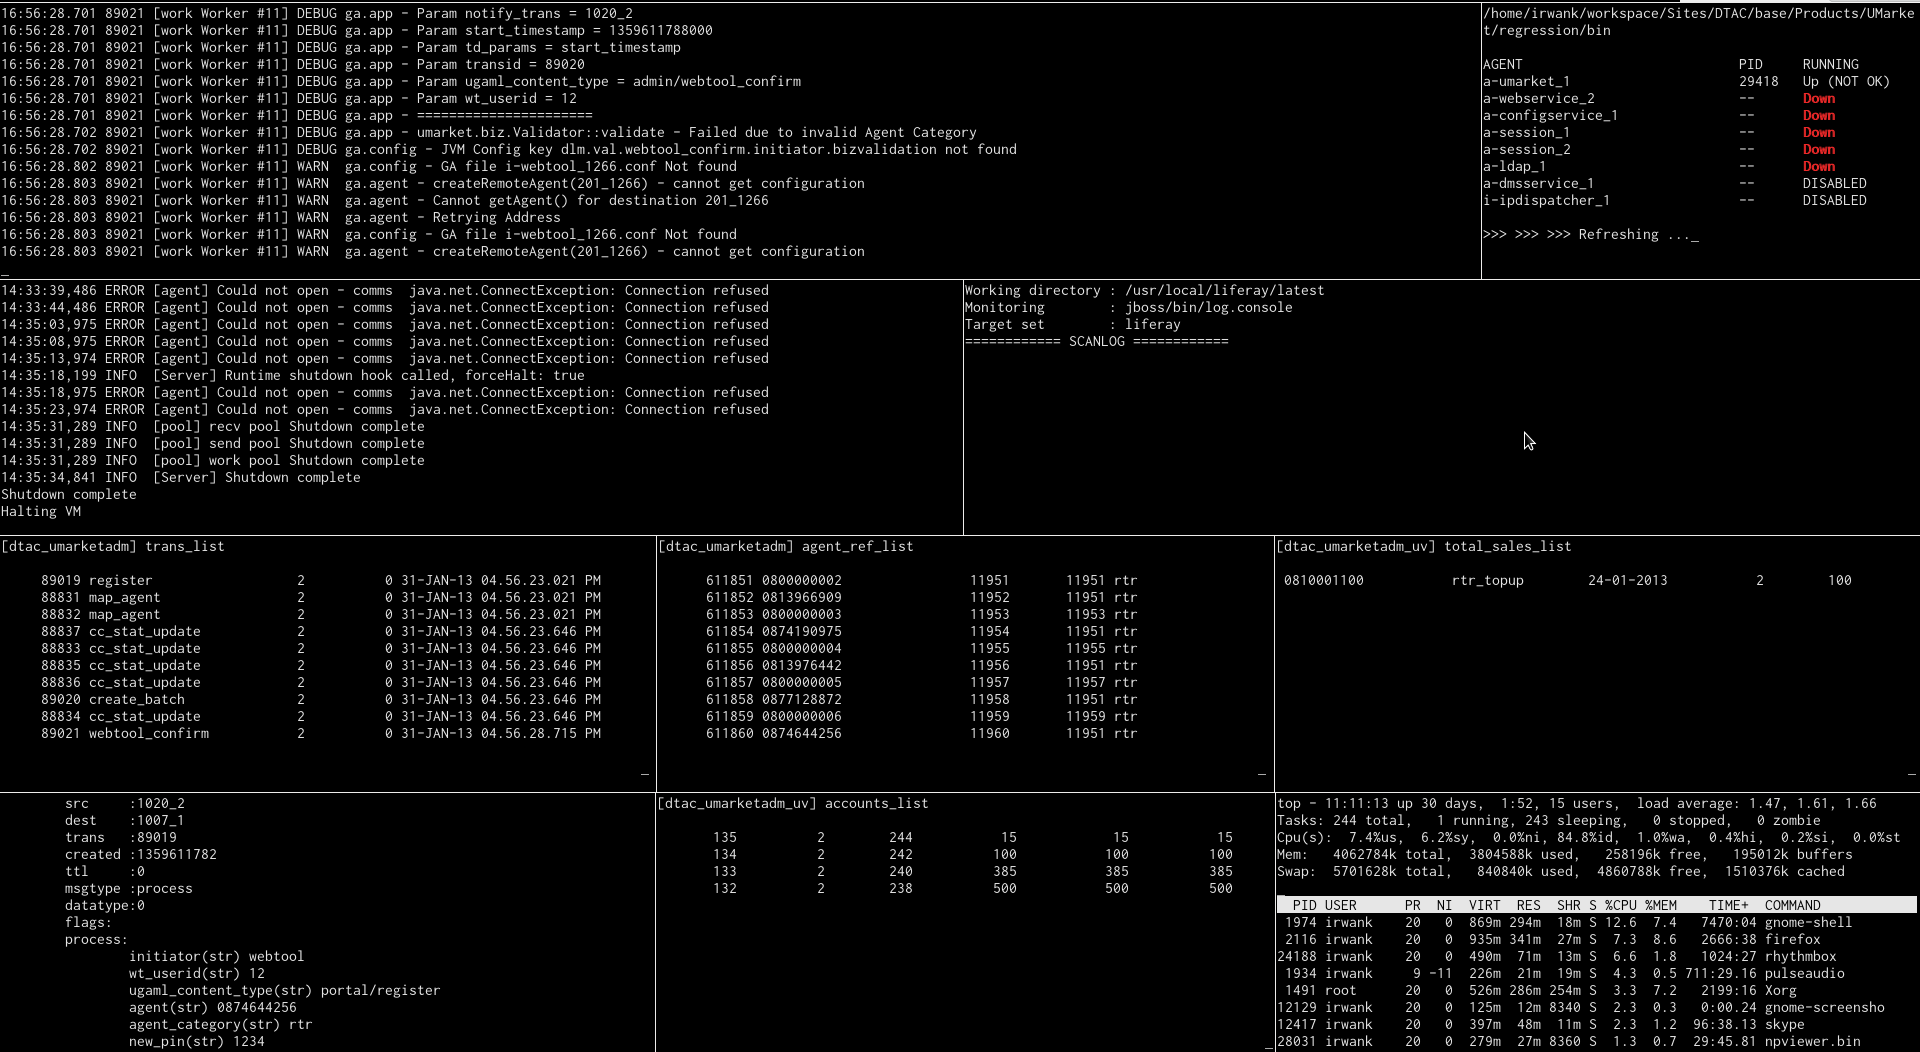 16:56:28.701 89021 [work Worker #11] DEBUG ga.app - Param notify_trans = 1020_2
16:56:28.701 89021 [work Worker #11] DEBUG ga.app - Param start_timestamp = 1359611788000
16:56:28.701 89021 [work Worker #11] DEBUG ga.app - Param td_params = start_timestamp
16:56:28.701 89021 [work Worker #11] DEBUG ga.app - Param transid = 89020
16:56:28.701 89021 [work Worker #11] DEBUG ga.app - Param ugaml_content_type = admin/webtool_confirm
16:56:28.701 89021 [work Worker #11] DEBUG ga.app - Param wt_userid = 12
16:56:28.701 89021 [work Worker #11] DEBUG ga.app - ======================
16:56:28.702 89021 [work Worker #11] DEBUG ga.app - umarket.biz.Validator::validate - Failed due to invalid Agent Category
16:56:28.702 89021 [work Worker #11] DEBUG ga.config - JVM Config key dlm.val.webtool_confirm.initiator.bizvalidation not found
16:56:28.802 89021 [work Worker #11] WARN  ga.config - GA file i-webtool_1266.conf Not found
16:56:28.803 89021 [work Worker #11] WARN  ga.agent - createRemoteAgent(201_1266) - cannot get configuration
16:56:28.803 89021 [work Worker #11] WARN  ga.agent - Cannot getAgent() for destination 201_1266
16:56:28.803 89021 [work Worker #11] WARN  ga.agent - Retrying Address
16:56:28.803 89021 [work Worker #11] WARN  ga.config - GA file i-webtool_1266.conf Not found
16:56:28.803 89021 [work Worker #11] WARN  ga.agent - createRemoteAgent(201_1266) - cannot get configuration
_
/home/irwank/workspace/Sites/DTAC/base/Products/UMarke
t/regression/bin
AGENT PID RUNNING
a-umarket_1 29418 Up (NOT OK)
a-webservice_2 -- Down
a-configservice_1 -- Down
a-session_1 -- Down
a-session_2 -- Down
a-ldap_1 -- Down
a-dmsservice_1 -- DISABLED
i-ipdispatcher_1 -- DISABLED
>>> >>> >>> Refreshing ..._
14:33:39,486 ERROR [agent] Could not open - comms  java.net.ConnectException: Connection refused
14:33:44,486 ERROR [agent] Could not open - comms  java.net.ConnectException: Connection refused
14:35:03,975 ERROR [agent] Could not open - comms  java.net.ConnectException: Connection refused
14:35:08,975 ERROR [agent] Could not open - comms  java.net.ConnectException: Connection refused
14:35:13,974 ERROR [agent] Could not open - comms  java.net.ConnectException: Connection refused
14:35:18,199 INFO  [Server] Runtime shutdown hook called, forceHalt: true
14:35:18,975 ERROR [agent] Could not open - comms  java.net.ConnectException: Connection refused
14:35:23,974 ERROR [agent] Could not open - comms  java.net.ConnectException: Connection refused
14:35:31,289 INFO  [pool] recv pool Shutdown complete
14:35:31,289 INFO  [pool] send pool Shutdown complete
14:35:31,289 INFO  [pool] work pool Shutdown complete
14:35:34,841 INFO  [Server] Shutdown complete
Shutdown complete
Halting VM
Working directory : /usr/local/liferay/latest
Monitoring        : jboss/bin/log.console
Target set        : liferay
============ SCANLOG ============
[dtac_umarketadm] trans_list
89019 register 2 0 31-JAN-13 04.56.23.021 PM
88831 map_agent 2 0 31-JAN-13 04.56.23.021 PM
88832 map_agent 2 0 31-JAN-13 04.56.23.021 PM
88837 cc_stat_update 2 0 31-JAN-13 04.56.23.646 PM
88833 cc_stat_update 2 0 31-JAN-13 04.56.23.646 PM
88835 cc_stat_update 2 0 31-JAN-13 04.56.23.646 PM
88836 cc_stat_update 2 0 31-JAN-13 04.56.23.646 PM
89020 create_batch 2 0 31-JAN-13 04.56.23.646 PM
88834 cc_stat_update 2 0 31-JAN-13 04.56.23.646 PM
89021 webtool_confirm 2 0 31-JAN-13 04.56.28.715 PM
_
[dtac_umarketadm] agent_ref_list
611851 0800000002 11951 11951 rtr
611852 0813966909 11952 11951 rtr
611853 0800000003 11953 11953 rtr
611854 0874190975 11954 11951 rtr
611855 0800000004 11955 11955 rtr
611856 0813976442 11956 11951 rtr
611857 0800000005 11957 11957 rtr
611858 0877128872 11958 11951 rtr
611859 0800000006 11959 11959 rtr
611860 0874644256 11960 11951 rtr
_
[dtac_umarketadm_uv] total_sales_list
0810001100 rtr_topup 24-01-2013 2 100
_
src     :1020_2
dest    :1007_1
trans   :89019
created :1359611782
ttl     :0
msgtype :process
datatype:0
flags:
process:
initiator(str) webtool
wt_userid(str) 12
ugaml_content_type(str) portal/register
agent(str) 0874644256
agent_category(str) rtr
new_pin(str) 1234
[dtac_umarketadm_uv] accounts_list
135 2 244 15 15 15
134 2 242 100 100 100
133 2 240 385 385 385
132 2 238 500 500 500
_
top - 11:11:13 up 30 days,  1:52, 15 users,  load average: 1.47, 1.61, 1.66
Tasks: 244 total,   1 running, 243 sleeping,   0 stopped,   0 zombie
Cpu(s):  7.4%us,  6.2%sy,  0.0%ni, 84.8%id,  1.0%wa,  0.4%hi,  0.2%si,  0.0%st
Mem:   4062784k total,  3804588k used,   258196k free,   195012k buffers
Swap:  5701628k total,   840840k used,  4860788k free,  1510376k cached
PID USER PR NI VIRT RES SHR S %CPU %MEM TIME+ COMMAND
1974 irwank 20 0 869m 294m 18m S 12.6 7.4 7470:04 gnome-shell
2116 irwank 20 0 935m 341m 27m S 7.3 8.6 2666:38 firefox
24188 irwank 20 0 490m 71m 13m S 6.6 1.8 1024:27 rhythmbox
1934 irwank 9 -11 226m 21m 19m S 4.3 0.5 711:29.16 pulseaudio
1491 root 20 0 526m 286m 254m S 3.3 7.2 2199:16 Xorg
12129 irwank 20 0 125m 12m 8340 S 2.3 0.3 0:00.24 gnome-screensho
12417 irwank 20 0 397m 48m 11m S 2.3 1.2 96:38.13 skype
28031 irwank 20 0 279m 27m 8360 S 1.3 0.7 29:45.81 npviewer.bin